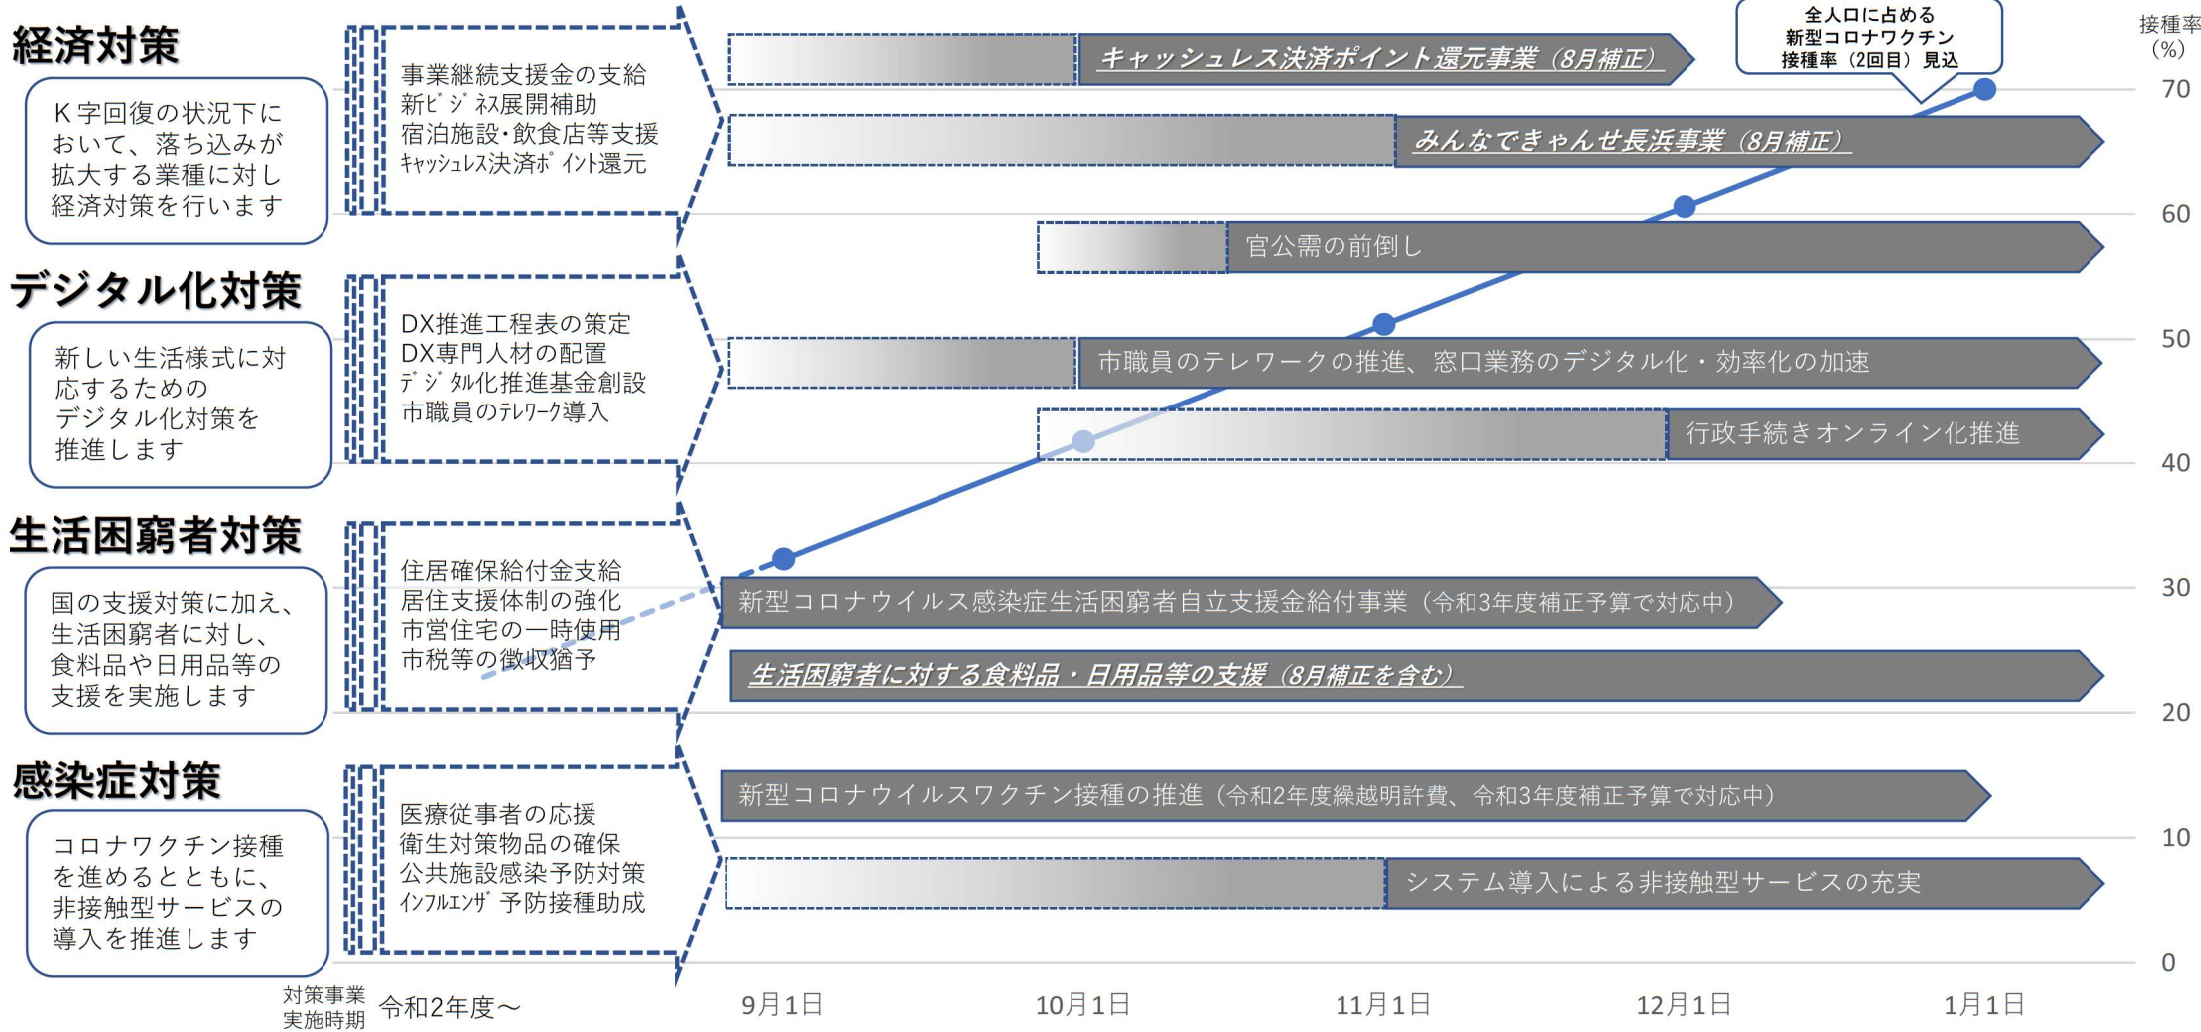 経済対策
K字回復の状況下に
おいて、落ち込みが
拡大する業種に対し
経済対策を行います
事業継続支援金の支給
新ﾋﾞｼﾞﾈｽ展開補助
宿泊施設･飲食店等支援
ｷｬｯｼｭﾚｽ決済ﾎﾟｲﾝﾄ還元
キャッシュレス決済ポイント還元事業（8月補正）
みんなできゃんせ長浜事業（8月補正）
官公需の前倒し
全人口に占める
新型コロナワクチン
接種率（2回目）見込
接種率
（%）
70
60
50
40
30
20
10
0
デジタル化対策
新しい生活様式に対
応するための
デジタル化対策を
推進します
DX推進工程表の策定
DX専門人材の配置
ﾃﾞｼﾞﾀﾙ化推進基金創設
市職員のﾃﾚﾜｰｸ導入
市職員のテレワークの推進、窓口業務のデジタル化・効率化の加速
行政手続きオンライン化推進
生活困窮者対策
国の支援対策に加え、
生活困窮者に対し、
食料品や日用品等の
支援を実施します
住居確保給付金支給
居住支援体制の強化
市営住宅の一時使用
市税等の徴収猶予
新型コロナウイルス感染症生活困窮者自立支援金給付事業（令和3年度補正予算で対応中）
生活困窮者に対する食料品・日用品等の支援（8月補正を含む）
感染症対策
コロナワクチン接種
を進めるとともに、
非接触型サービスの
導入を推進します
医療従事者の応援
衛生対策物品の確保
公共施設感染予防対策
ｲﾝﾌﾙｴﾝｻﾞ予防接種助成
新型コロナウイルスワクチン接種の推進（令和2年度繰越明許費、令和3年度補正予算で対応中）
システム導入による非接触型サービスの充実
対策事業
実施時期
令和2年度～
9月1日
10月1日
11月1日
12月1日
1月1日